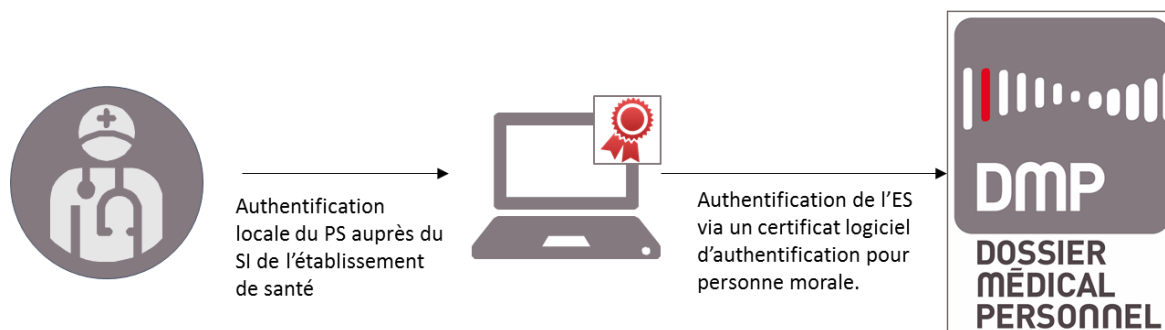 Authentification
locale du PS auprès du
SI de l'établissement
de santé
Authentification de l'ES
via un certificat logiciel
d'authentification pour
personne morale.
DMP
DOSSIER
MÉDICAL
PERSONNEL